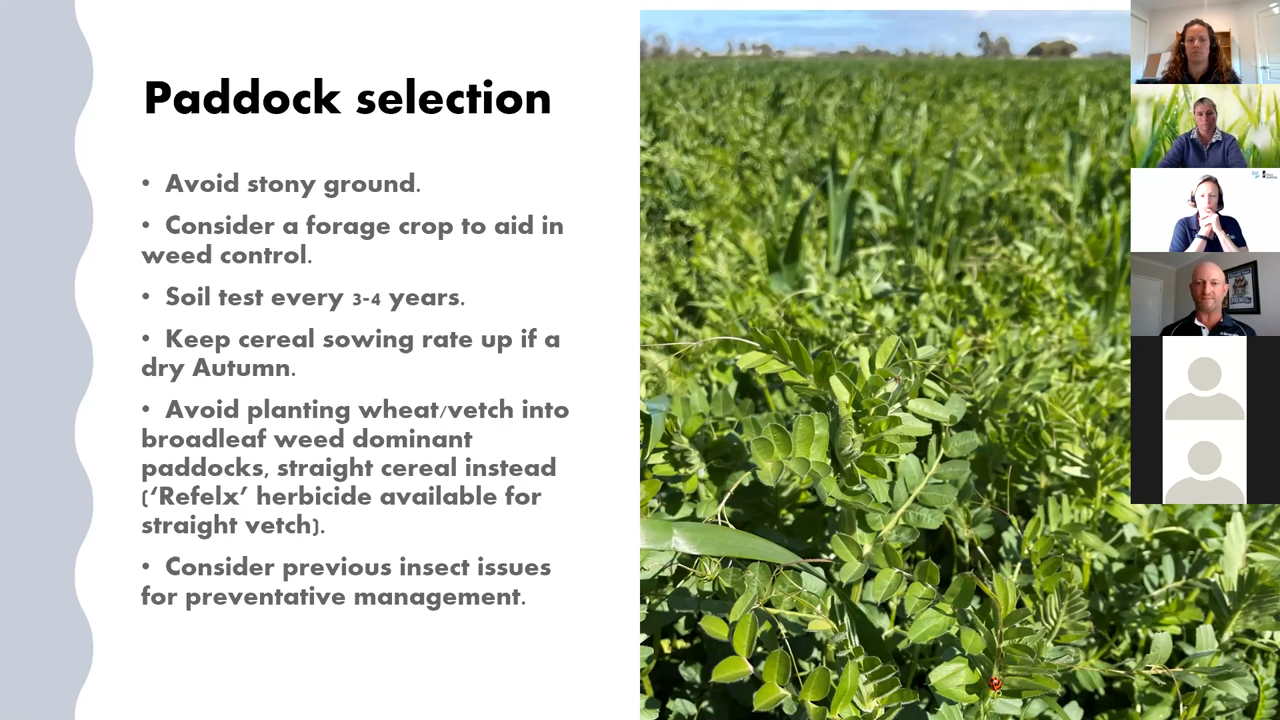 Paddock selection
• Avoid stony ground.
• Consider a forage crop to aid in
weed control.
• Soil test every 3-4 years.
• Keep cereal sowing rate up if a
dry Autumn.
• Avoid planting wheat/vetch into
broadleaf weed dominant
paddocks, straight cereal instead
(‘Refelx’ herbicide available for
straight vetch).
• Consider previous insect issues
for preventative management.